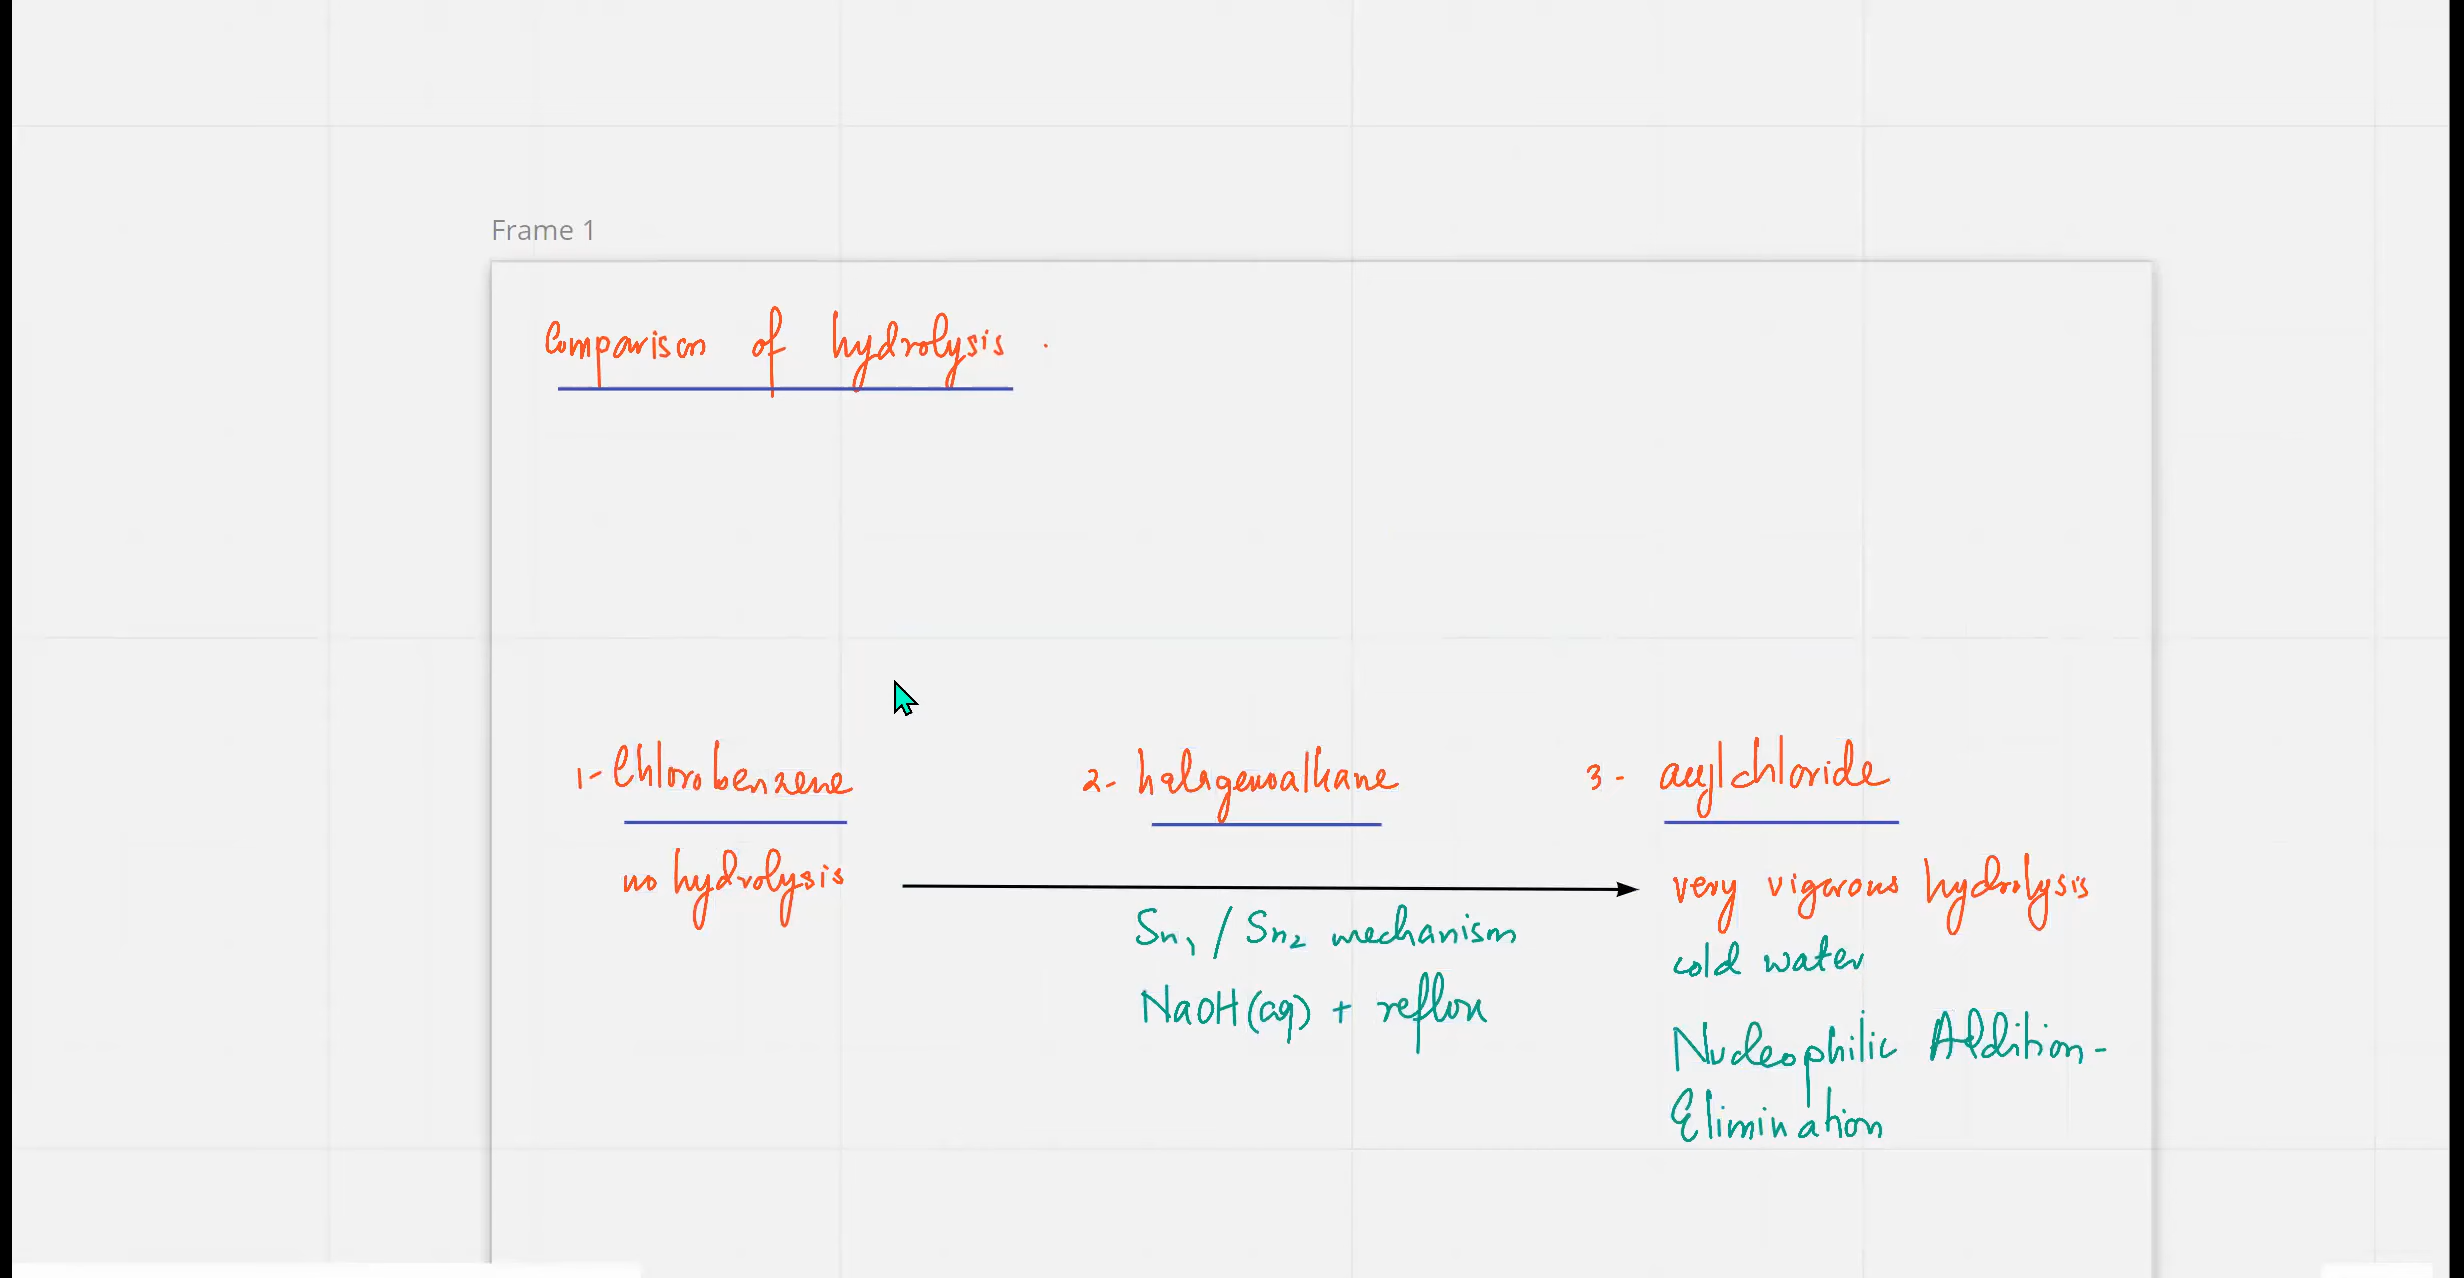 Frame 1
Comparison of hydrolysis.
1- Chlorobenzene
2- halogenoalkane
3- acylchloride
no hydrolysis
very vigorous hydrolysis
Sn1 / Sn2 mechanism
cold water
NaOH(aq) + reflux
Nucleophilic Addition-
Elimination